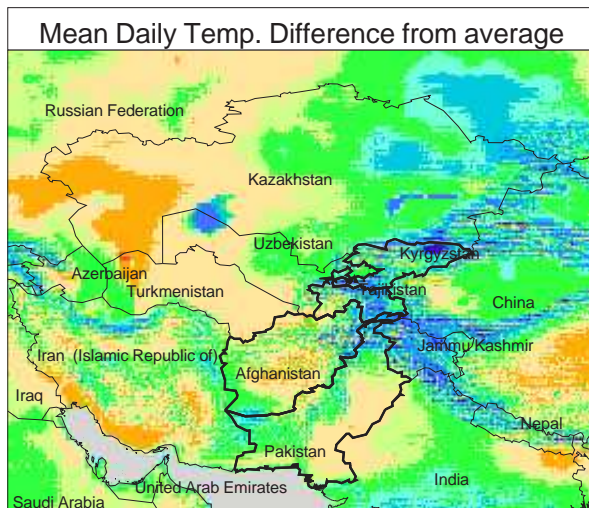 Mean Daily Temp. Difference from average
Russian Federation
Kazakhstan
Uzbekistan
Kyrgyzstan
Azerbaijan
Turkmenistan
Tajikistan
China
Iran (Islamic Republic of)
Jammu Kashmir
Afghanistan
Iraq
Nepal
Pakistan
India
United Arab Emirates
Saudi Arabia